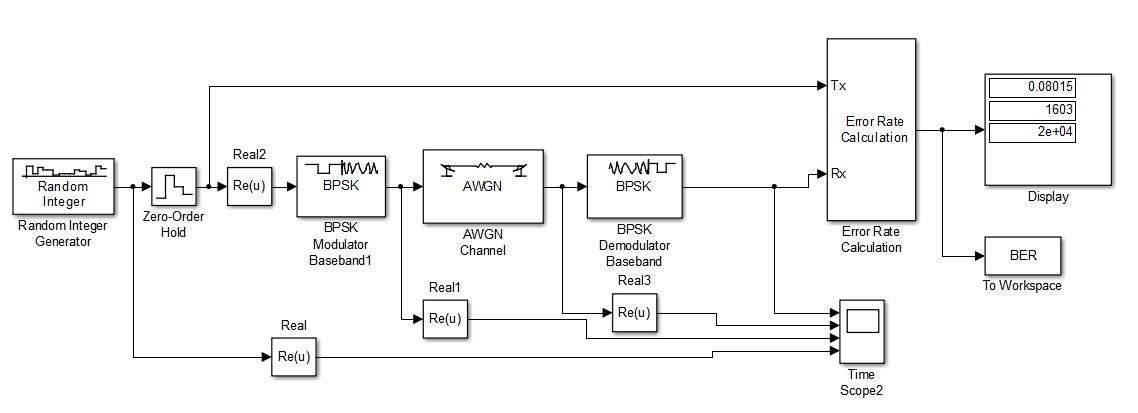 0.08015
1603
2e+04
Display
Tx
Error Rate
Calculation
Rx
Error Rate
Calculation
Random
Integer
Random Integer
Generator
Zero-Order
Hold
Real2
Re(u)
BPSK
BPSK
Modulator
Baseband1
AWGN
AWGN
Channel
BPSK
BPSK
Demodulator
Baseband
BER
To Workspace
Real1
Re(u)
Real3
Re(u)
Real
Re(u)
Time
Scope2